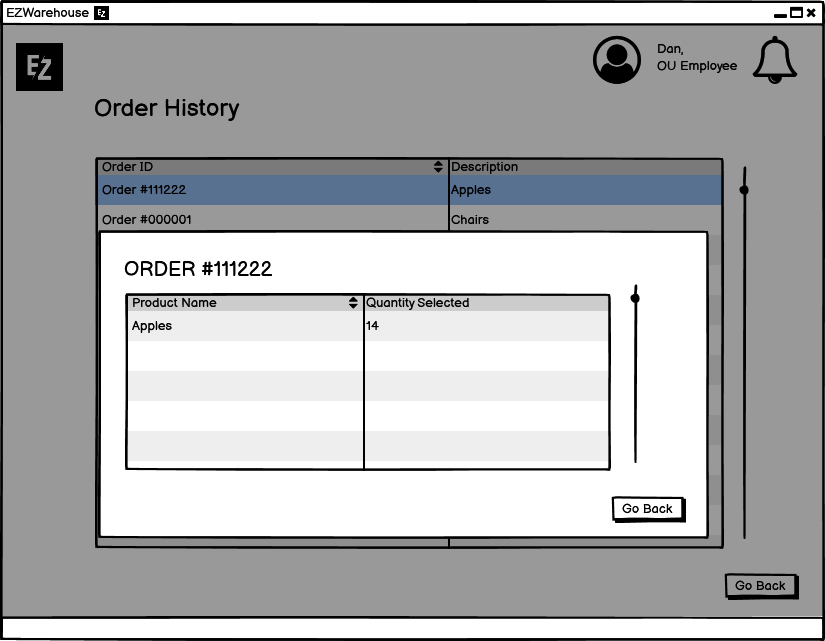 EZWarehouse EZ
EZ
Dan,
OU Employee
Order History
Order ID Description
Order #111222 Apples
Order #000001 Chairs
ORDER #111222
Product Name Quantity Selected
Apples 14
Go Back
Go Back